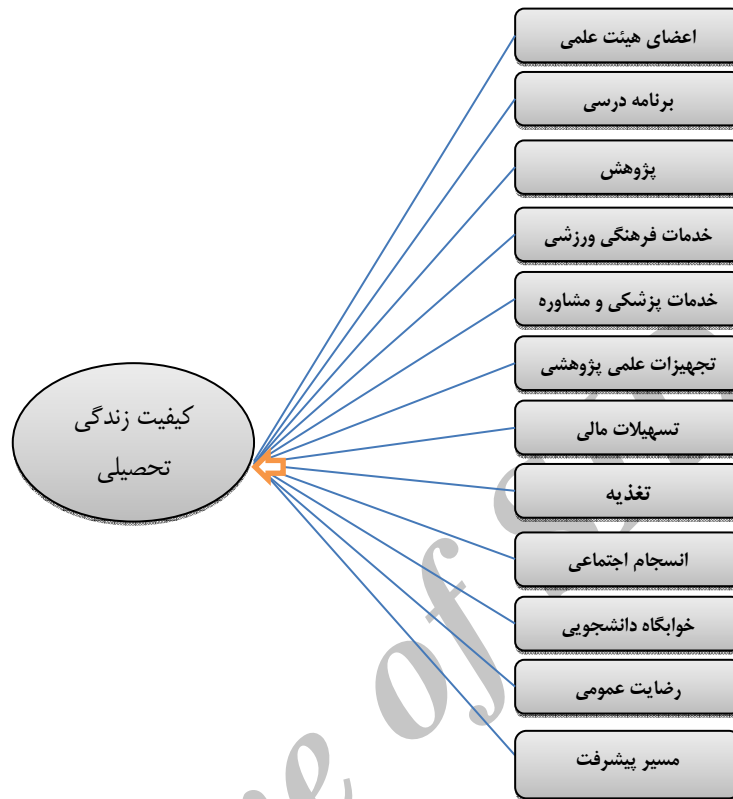 اعضای هیئت علمی
برنامه درسی
پژوهش
خدمات فرهنگی ورزشی
خدمات پزشکی و مشاوره
تجهیزات علمی پژوهشی
تسهیلات مالی
تغذیه
انسجام اجتماعی
خوابگاه دانشجویی
رضایت عمومی
مسیر پیشرفت
کیفیت زندگی
تحصیلی
of